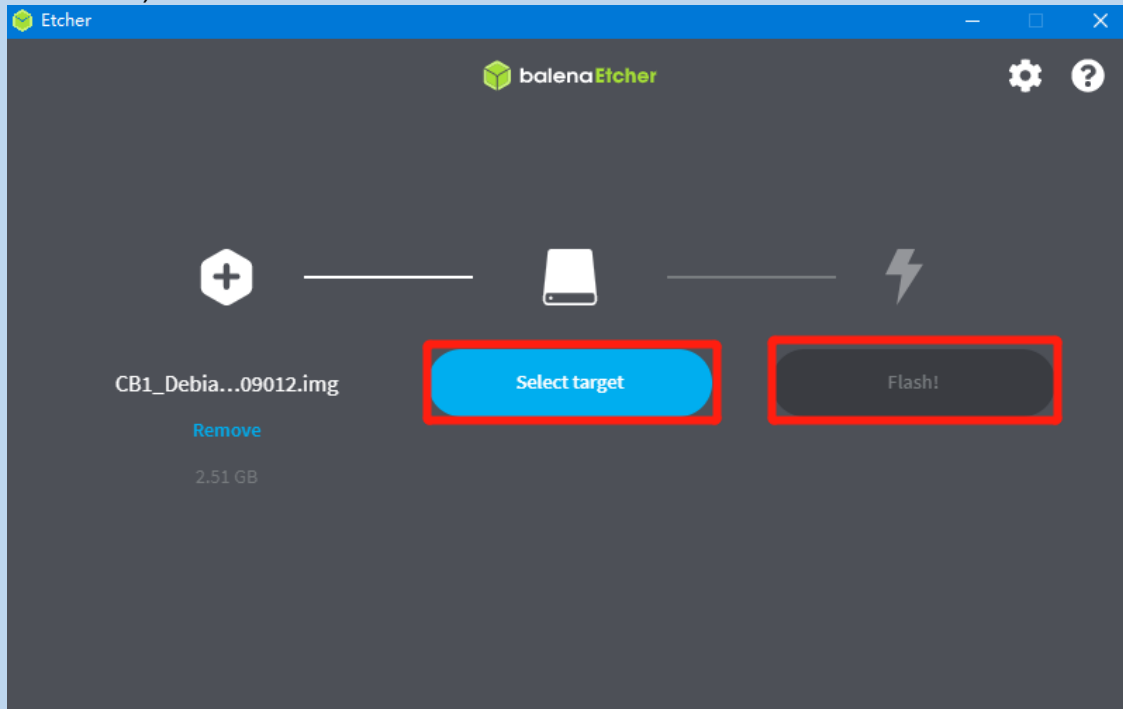 Etcher
balenaEtcher
CB1_Debia...09012.img
Select target
Flash!
Remove
2.51 GB